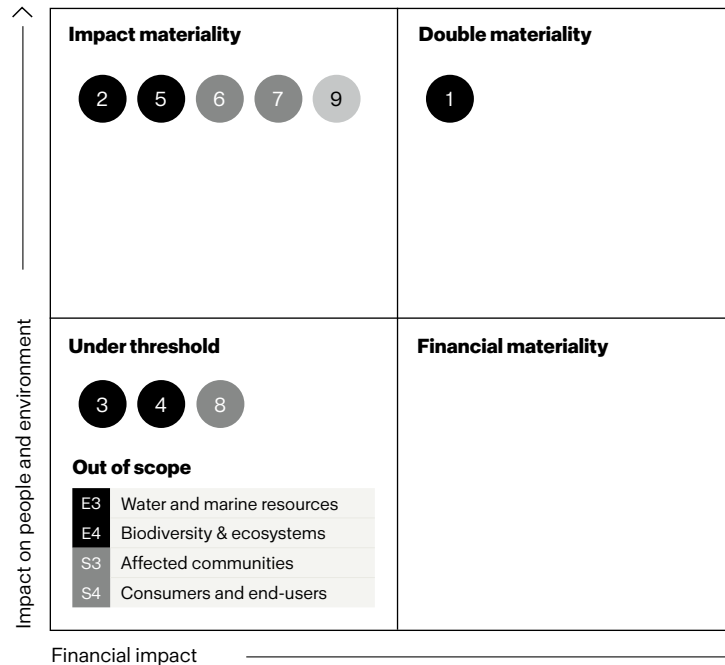 Impact materiality
2 5 6 7 9
Double materiality
1
Under threshold
3 4 8
Out of scope
E3 Water and marine resources
E4 Biodiversity & ecosystems
S3 Affected communities
S4 Consumers and end-users
Financial materiality
Impact on people and environment
Financial impact